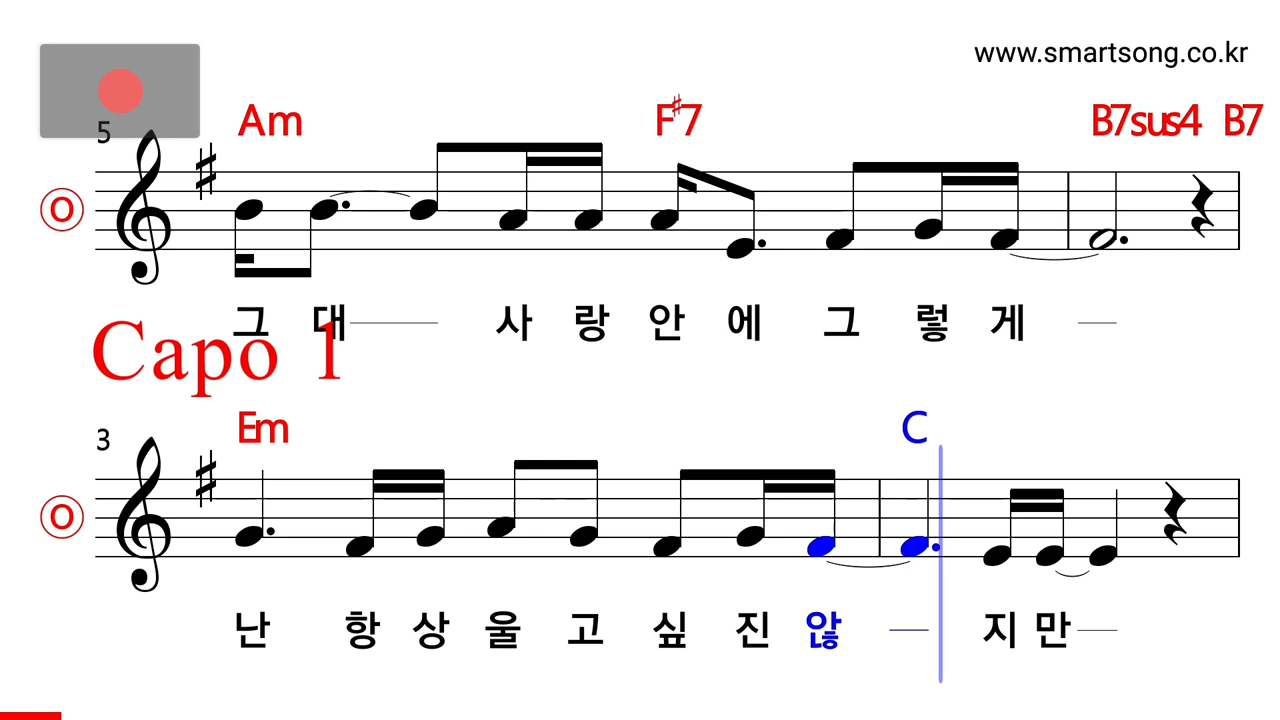 www.smartsong.co.kr
5
Am F#7 B7sus4 B7
O
그 대 사 랑 안 에 그 렇 게
Capo 1
Em C
3
O
난 항 상 울 고 싶 진 않 지 만